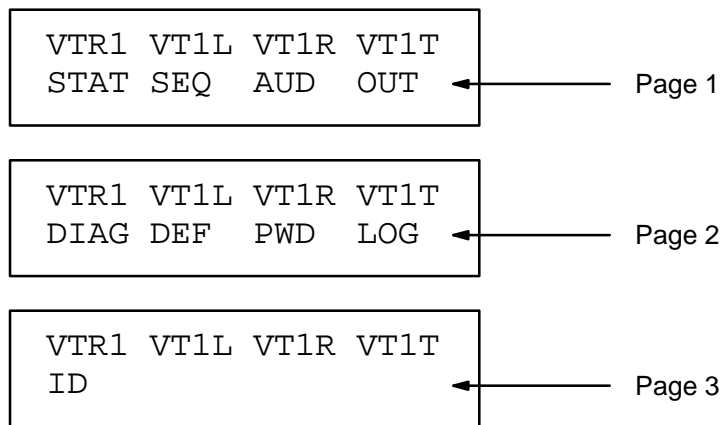 VTR1 VT1L VT1R VT1T
STAT SEQ AUD OUT
Page 1
VTR1 VT1L VT1R VT1T
DIAG DEF PWD LOG
Page 2
VTR1 VT1L VT1R VT1T
ID
Page 3